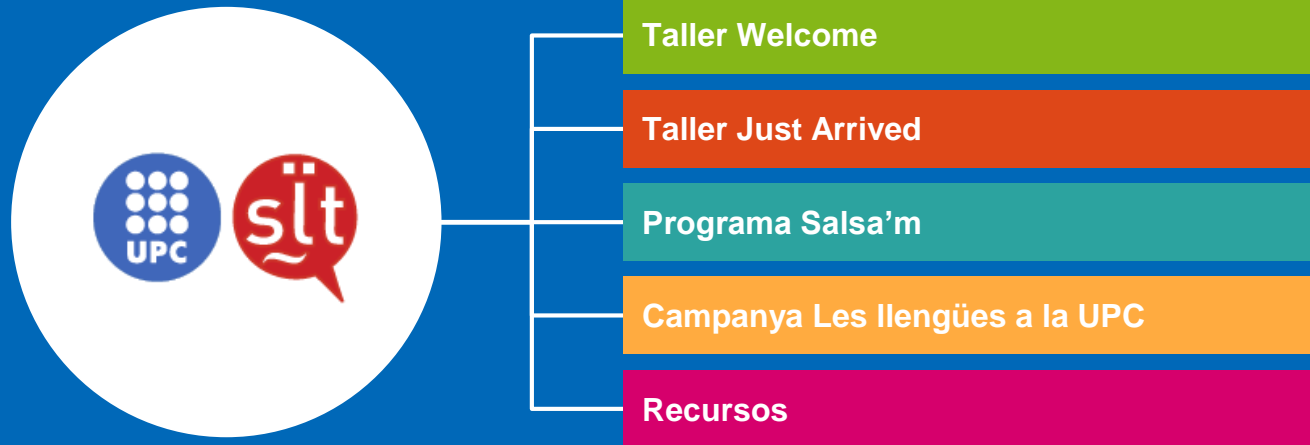 UPC
slt
Taller Welcome
Taller Just Arrived
Programa Salsa’m
Campanya Les llengües a la UPC
Recursos